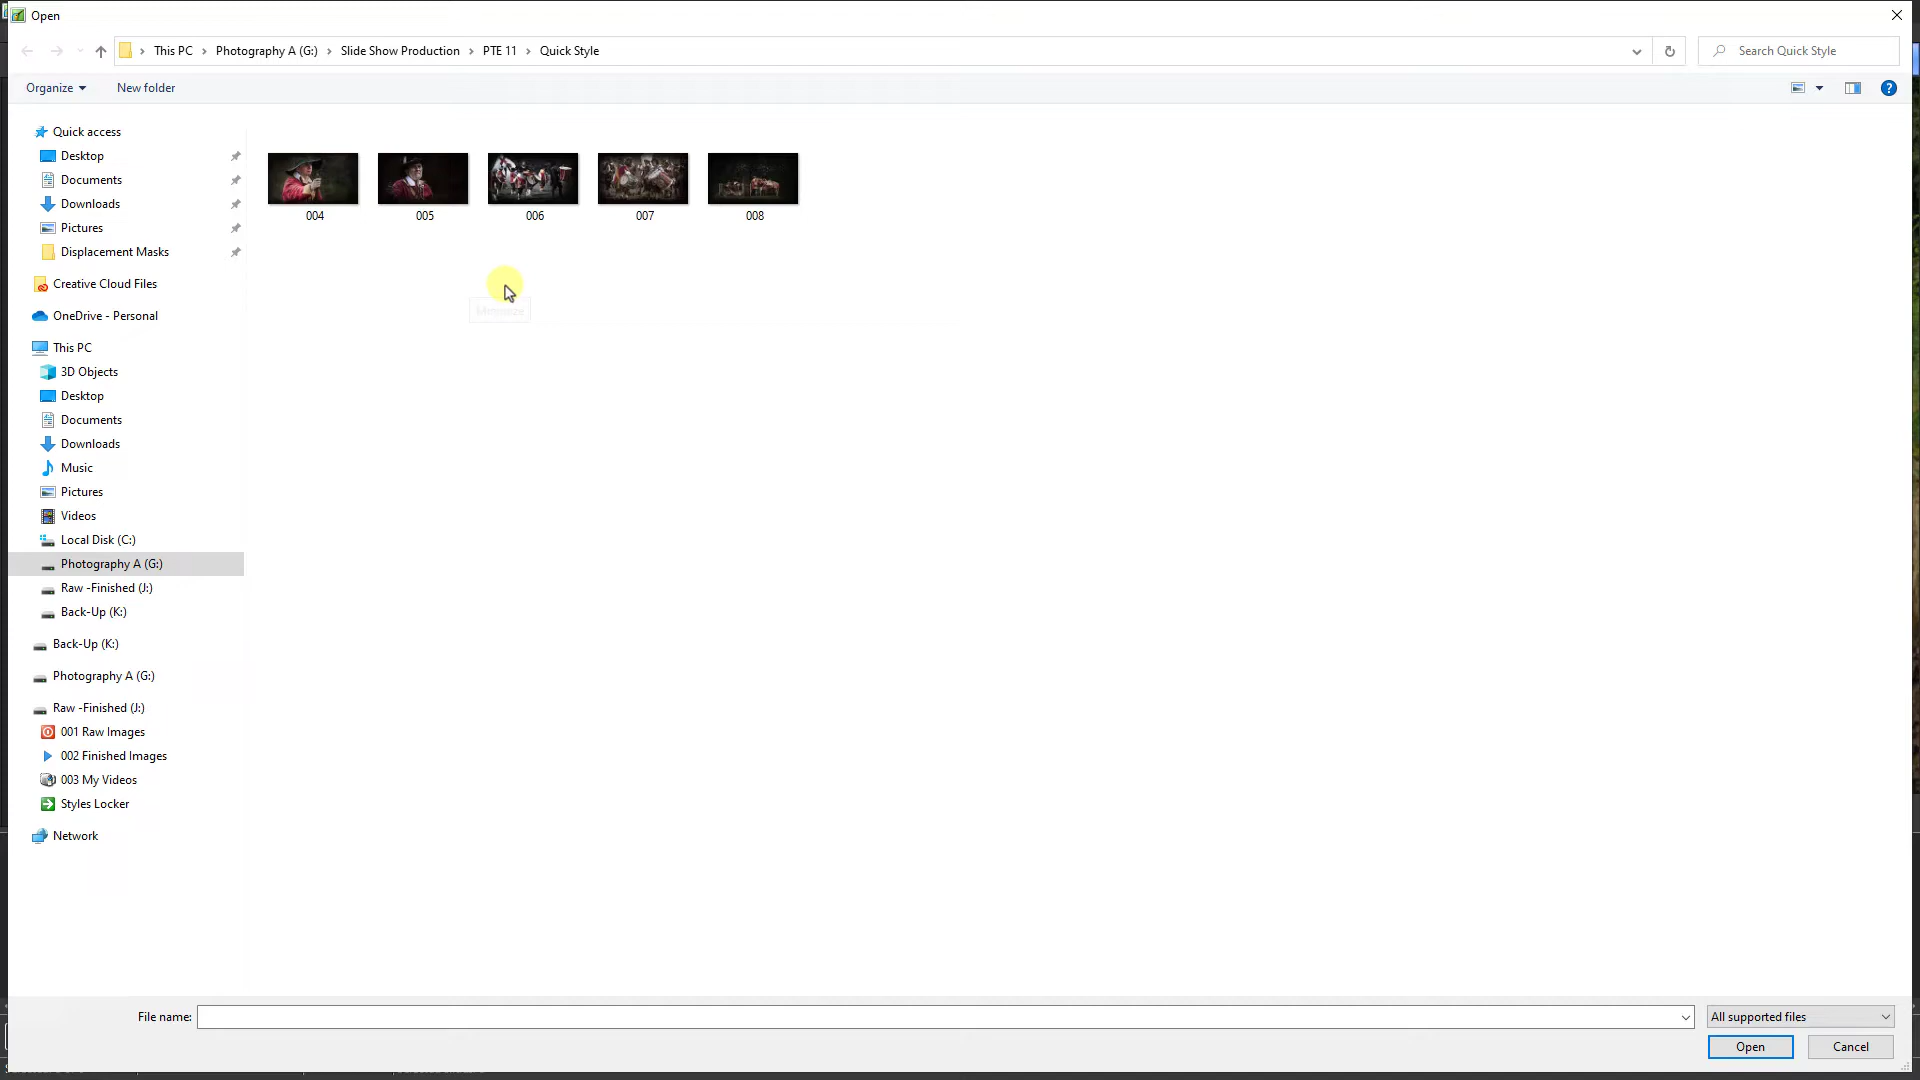 Open
This PC > Photography A (G:) > Slide Show Production > PTE 11 > Quick Style
Search Quick Style
Organize
New folder
Quick access
Desktop
Documents
Downloads
Pictures
Displacement Masks
Creative Cloud Files
OneDrive - Personal
This PC
3D Objects
Desktop
Documents
Downloads
Music
Pictures
Videos
Local Disk (C:)
Photography A (G:)
Raw -Finished (J:)
Back-Up (K:)
Back-Up (K:)
Photography A (G:)
Raw -Finished (J:)
001 Raw Images
002 Finished Images
003 My Videos
Styles Locker
Network
004
005
006
007
008
File name:
All supported files
Open
Cancel